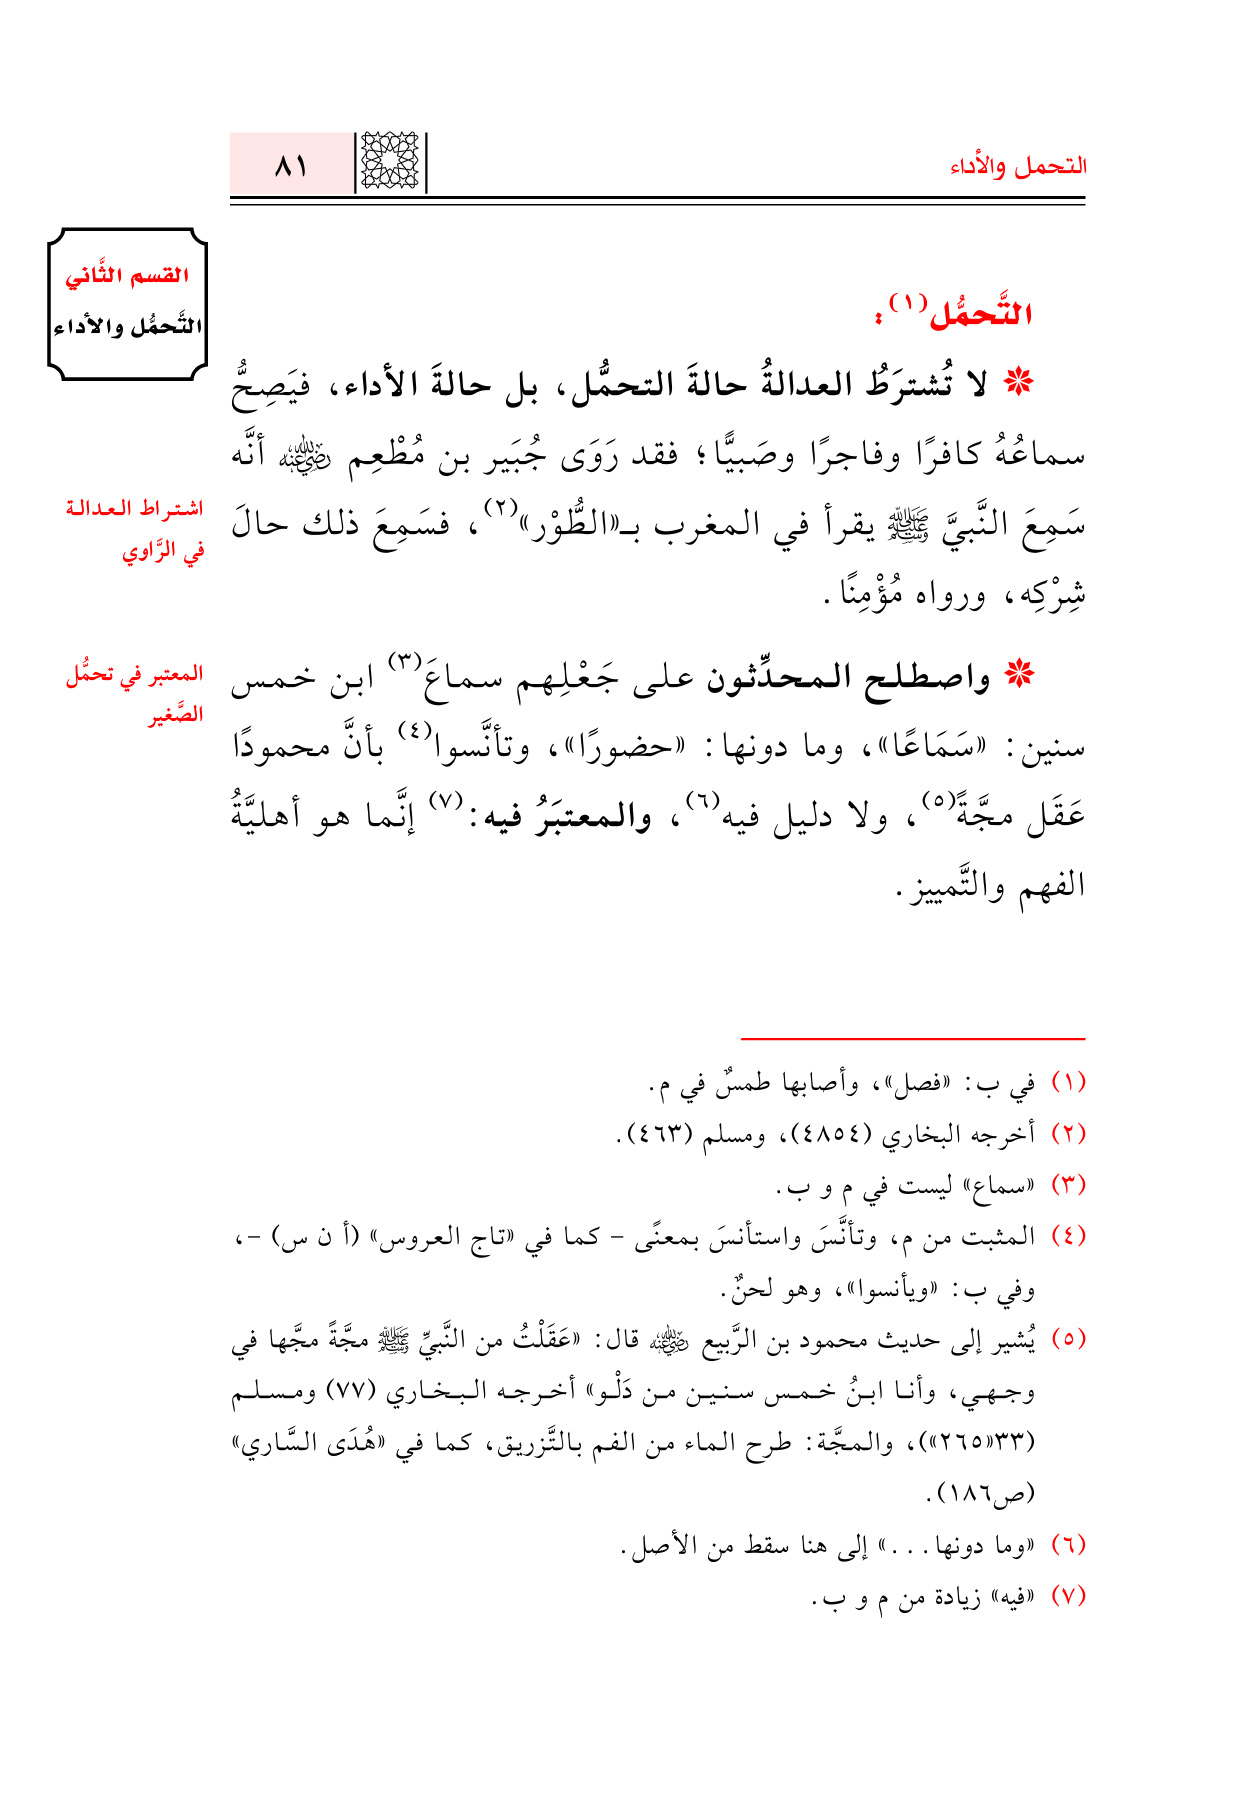 التحمل والأداء
٨١
القسم الثَّاني
التَّحمُّل والأداء
التَّحمُّل(١):
❊ لا تُشترَطُ العدالةُ حالةَ التحمُّل، بل حالةَ الأداء، فيَصِحُّ
سماعُهُ كافرًا وفاجرًا وصَبيًّا؛ فقد رَوَى جُبَير بن مُطْعِم رضي الله عنه أنَّه
سَمِعَ النَّبيَّ ﷺ يقرأ في المغرب بـ«الطُّوْر»(٢)، فسَمِعَ ذلك حالَ
شِرْكِه، ورواه مُؤْمِنًا.
اشتراط العدالة
في الرَّاوي
❊ واصطلح المحدِّثون على جَعْلِهم سماعَ(٣) ابن خمس
سنين: «سَمَاعًا»، وما دونها: «حضورًا»، وتأنَّسوا(٤) بأنَّ محمودًا
عَقَل مجَّةً(٥)، ولا دليل فيه(٦)، والمعتبَرُ فيه:(٧) إنَّما هو أهليَّةُ
الفهم والتَّمييز.
المعتبر في تحمُّل
الصَّغير
(١) في ب: «فصل»، وأصابها طمسٌ في م.
(٢) أخرجه البخاري (٤٨٥٤)، ومسلم (٤٦٣).
(٣) «سماع» ليست في م و ب.
(٤) المثبت من م، وتأنَّسَ واستأنسَ بمعنًى - كما في «تاج العروس» (أ ن س) -،
وفي ب: «ويأنسوا»، وهو لحنٌ.
(٥) يُشير إلى حديث محمود بن الرَّبيع رضي الله عنه قال: «عَقَلْتُ من النَّبيِّ ﷺ مجَّةً مجَّها في
وجهي، وأنا ابنُ خمس سنين من دَلْو» أخرجه البخاري (٧٧) ومسلم
(٣٣«٢٦٥»)، والمجَّة: طرح الماء من الفم بالتَّزريق، كما في «هُدَى السَّاري»
(ص١٨٦).
(٦) «وما دونها...» إلى هنا سقط من الأصل.
(٧) «فيه» زيادة من م و ب.